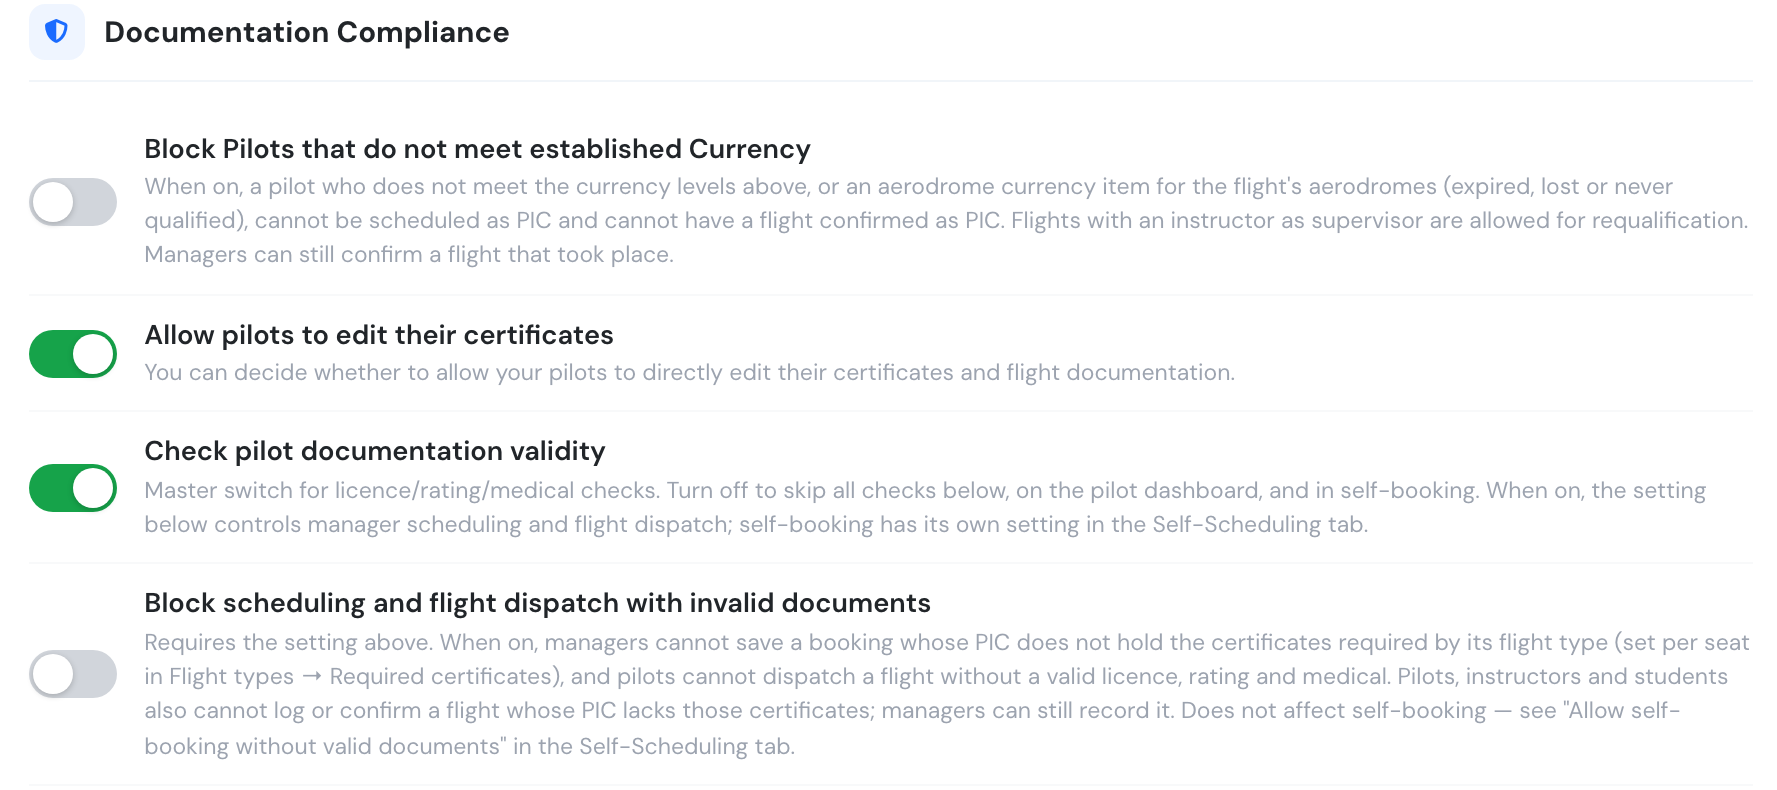 Documentation Compliance
Block Pilots that do not meet established Currency
When on, a pilot who does not meet the currency levels above, or an aerodrome currency item for the flight's aerodromes (expired, lost or never
qualified), cannot be scheduled as PIC and cannot have a flight confirmed as PIC. Flights with an instructor as supervisor are allowed for requalification.
Managers can still confirm a flight that took place.
Allow pilots to edit their certificates
You can decide whether to allow your pilots to directly edit their certificates and flight documentation.
Check pilot documentation validity
Master switch for licence/rating/medical checks. Turn off to skip all checks below, on the pilot dashboard, and in self-booking. When on, the setting
below controls manager scheduling and flight dispatch; self-booking has its own setting in the Self-Scheduling tab.
Block scheduling and flight dispatch with invalid documents
Requires the setting above. When on, managers cannot save a booking whose PIC does not hold the certificates required by its flight type (set per seat
in Flight types → Required certificates), and pilots cannot dispatch a flight without a valid licence, rating and medical. Pilots, instructors and students
also cannot log or confirm a flight whose PIC lacks those certificates; managers can still record it. Does not affect self-booking — see "Allow self-
booking without valid documents" in the Self-Scheduling tab.